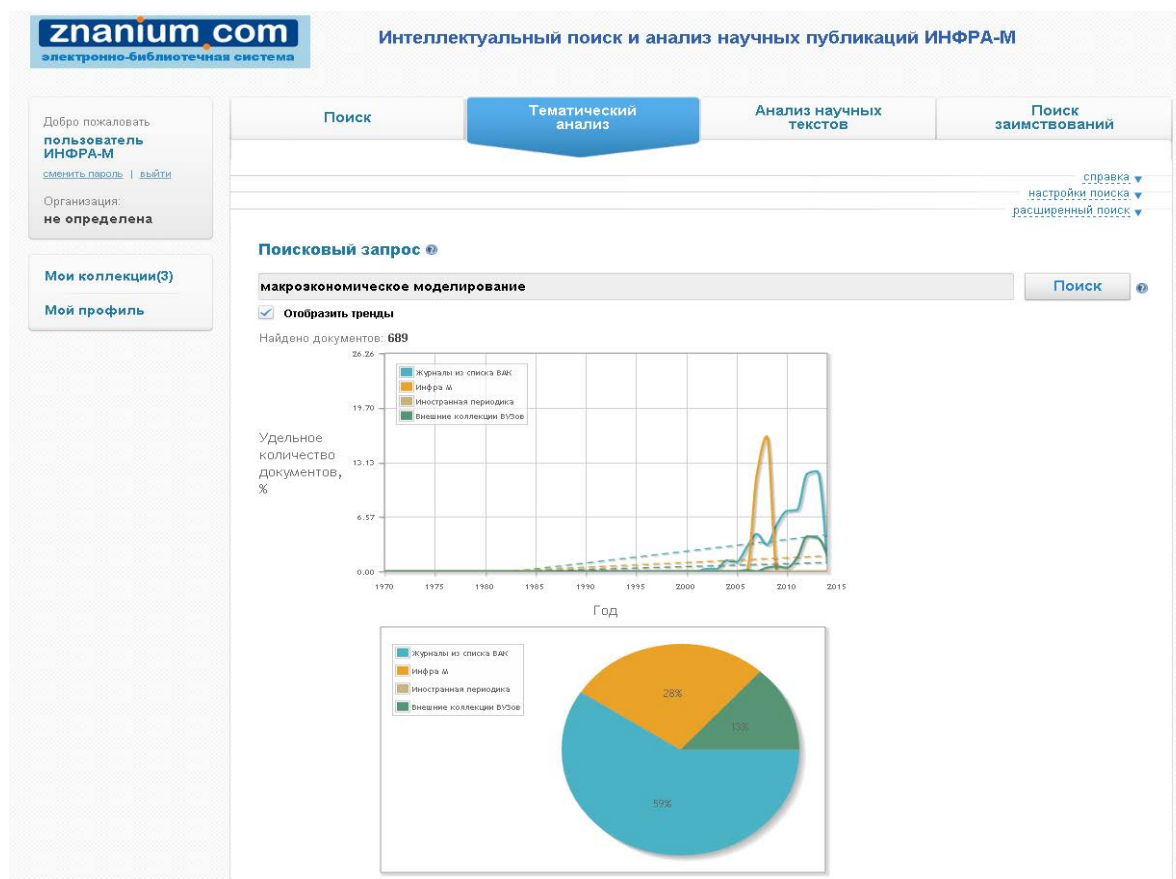 znanium.com
электронно-библиотечная система
Интеллектуальный поиск и анализ научных публикаций ИНФРА-М
Добро пожаловать
пользователь
ИНФРА-М
сменить пароль | выйти
Организация:
не определена
Мои коллекции(3)
Мой профиль
Поиск
Тематический
анализ
Анализ научных
текстов
Поиск
заимствований
справка
настройки поиска
расширенный поиск
Поисковый запрос
макроэкономическое моделирование
Поиск
Отобразить тренды
Найдено документов: 689
Удельное
количество
документов,
%
26.26
19.70
13.13
6.57
0.00
Журналы из списка ВАК
Инфра М
Иностранная периодика
Внешние коллекции ВУЗов
1970 1975 1980 1985 1990 1995 2000 2005 2010 2015
Год
Журналы из списка ВАК
Инфра М
Иностранная периодика
Внешние коллекции ВУЗов
28%
13%
59%